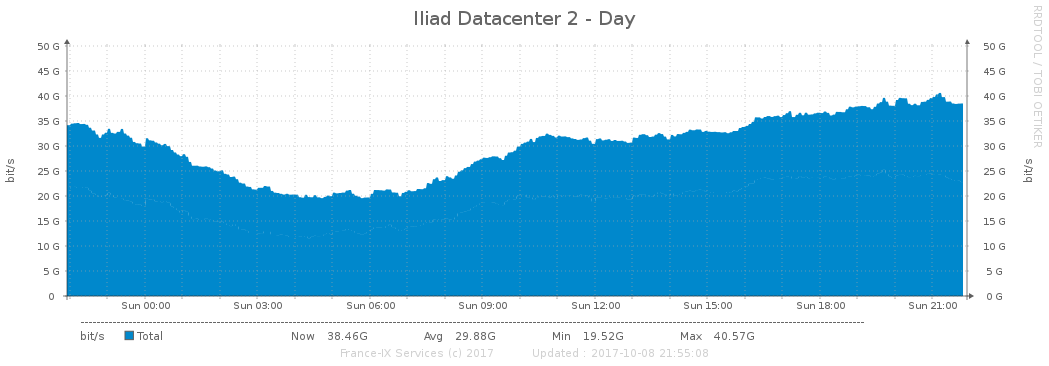 Iliad Datacenter 2 - Day
RRDTOOL / TOBI OETIKER
50 G 50 G
45 G 45 G
40 G 40 G
35 G 35 G
30 G 30 G
25 G 25 G
20 G 20 G
15 G 15 G
10 G 10 G
5 G 5 G
0 0 G
bit/s bit/s
Sun 00:00 Sun 03:00 Sun 06:00 Sun 09:00 Sun 12:00 Sun 15:00 Sun 18:00 Sun 21:00
bit/s Total Now 38.46G Avg 29.88G Min 19.52G Max 40.57G
France-IX Services (c) 2017 Updated : 2017-10-08 21:55:08